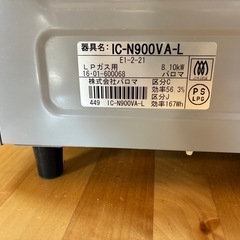 器具名: IC-N900VA-L
E1-2-21
LPガス用 8.10kW
16-01-600068 パロマ
株式会社パロマ 区分C
効率56.3%
区分J
449 IC-N900VA-L 効率167Wh
PS
LPG